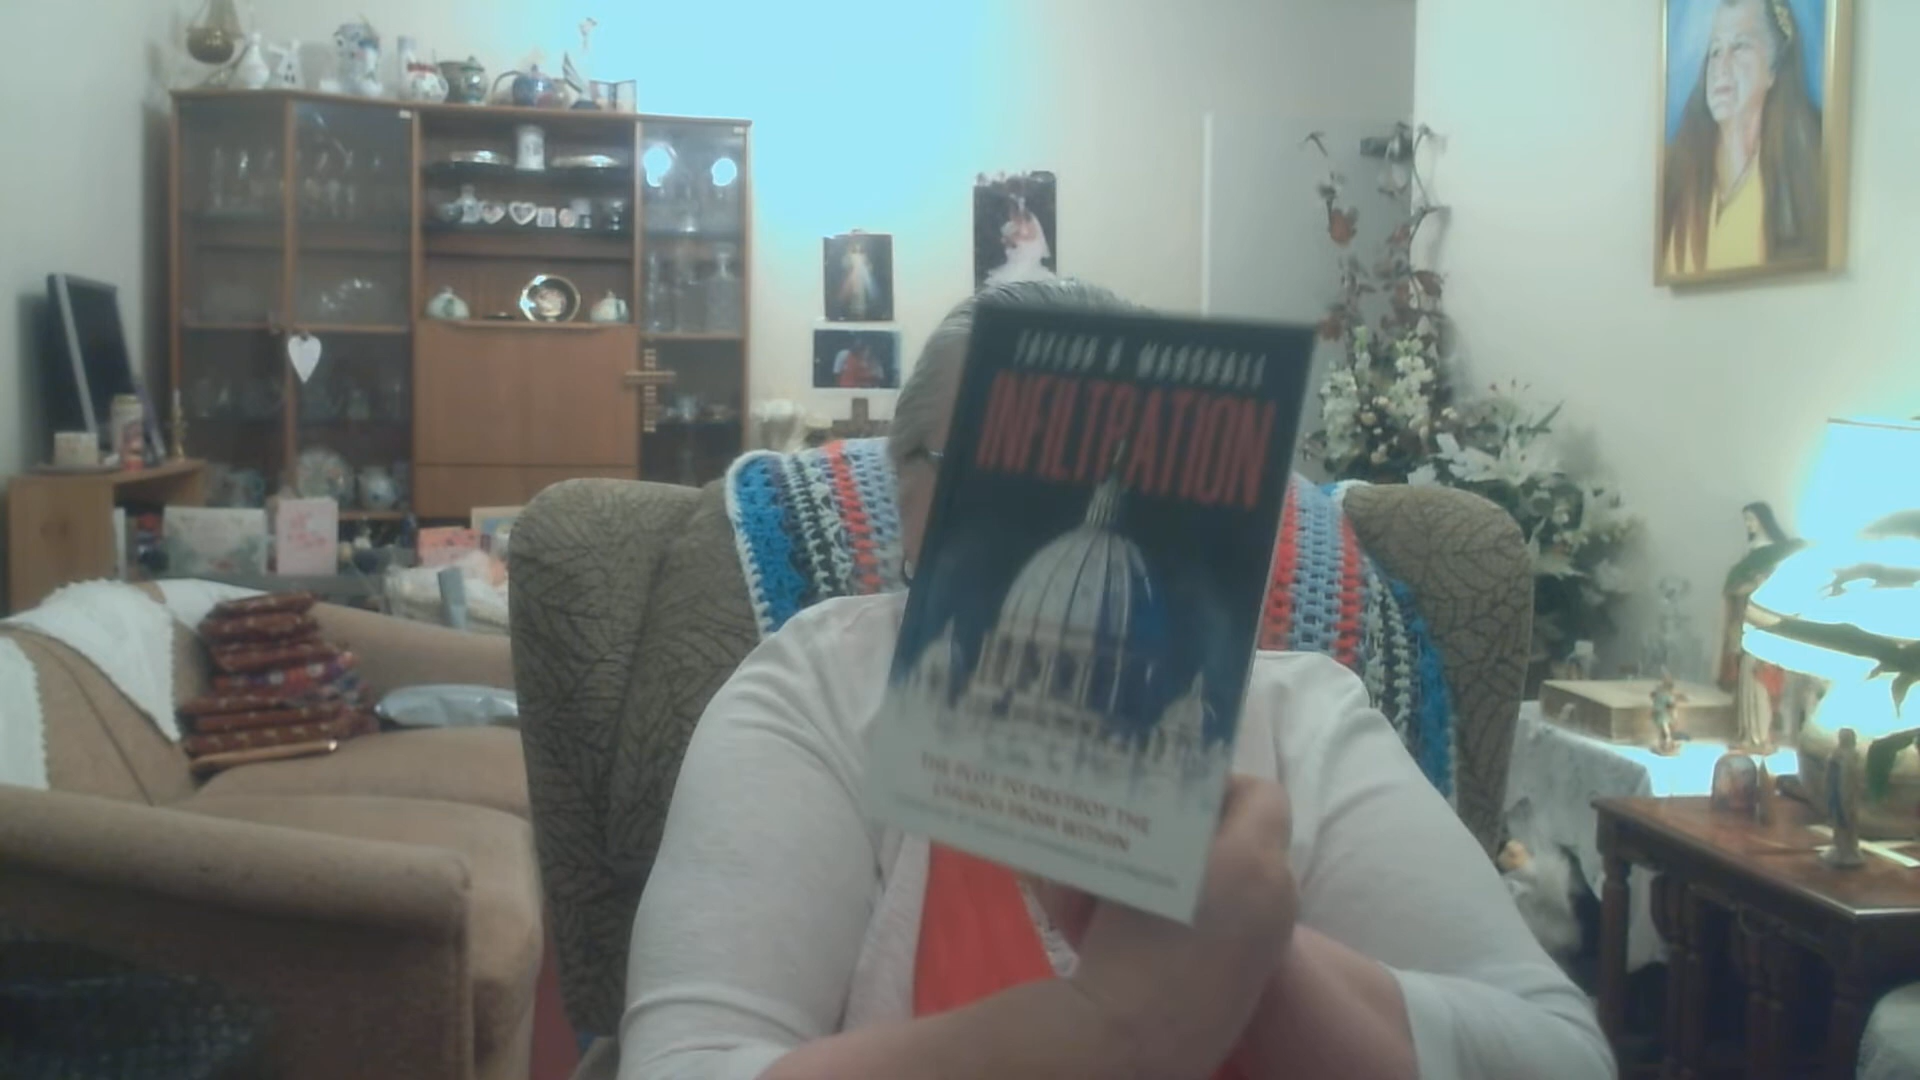 TAYLOR R MARSHALL
INFILTRATION
THE PLOT TO DESTROY THE
CHURCH FROM WITHIN